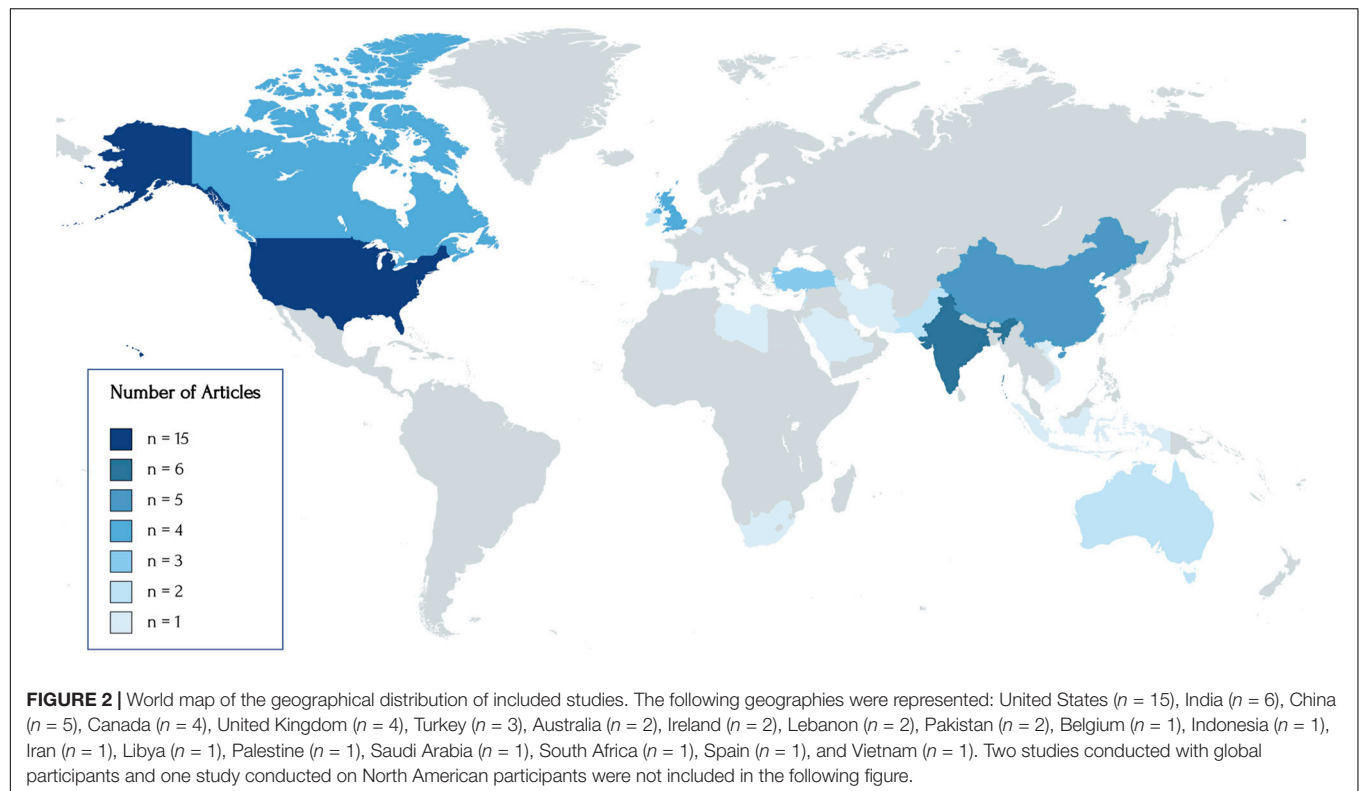 Number of Articles
n = 15
n = 6
n = 5
n = 4
n = 3
n = 2
n = 1
FIGURE 2 | World map of the geographical distribution of included studies. The following geographies were represented: United States (n = 15), India (n = 6), China
(n = 5), Canada (n = 4), United Kingdom (n = 4), Turkey (n = 3), Australia (n = 2), Ireland (n = 2), Lebanon (n = 2), Pakistan (n = 2), Belgium (n = 1), Indonesia (n = 1),
Iran (n = 1), Libya (n = 1), Palestine (n = 1), Saudi Arabia (n = 1), South Africa (n = 1), Spain (n = 1), and Vietnam (n = 1). Two studies conducted with global
participants and one study conducted on North American participants were not included in the following figure.